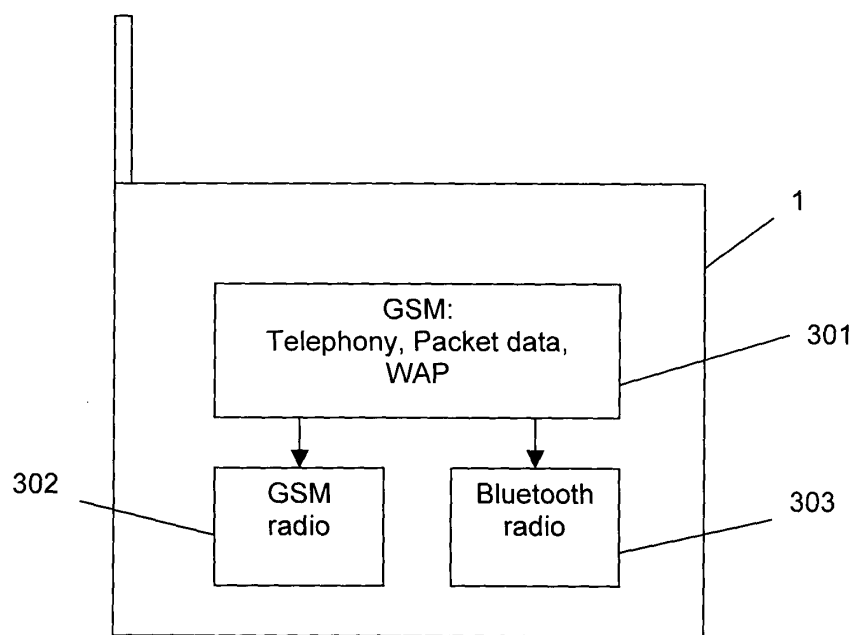 1
GSM:
Telephony, Packet data,
WAP
301
302
GSM
radio
Bluetooth
radio
303